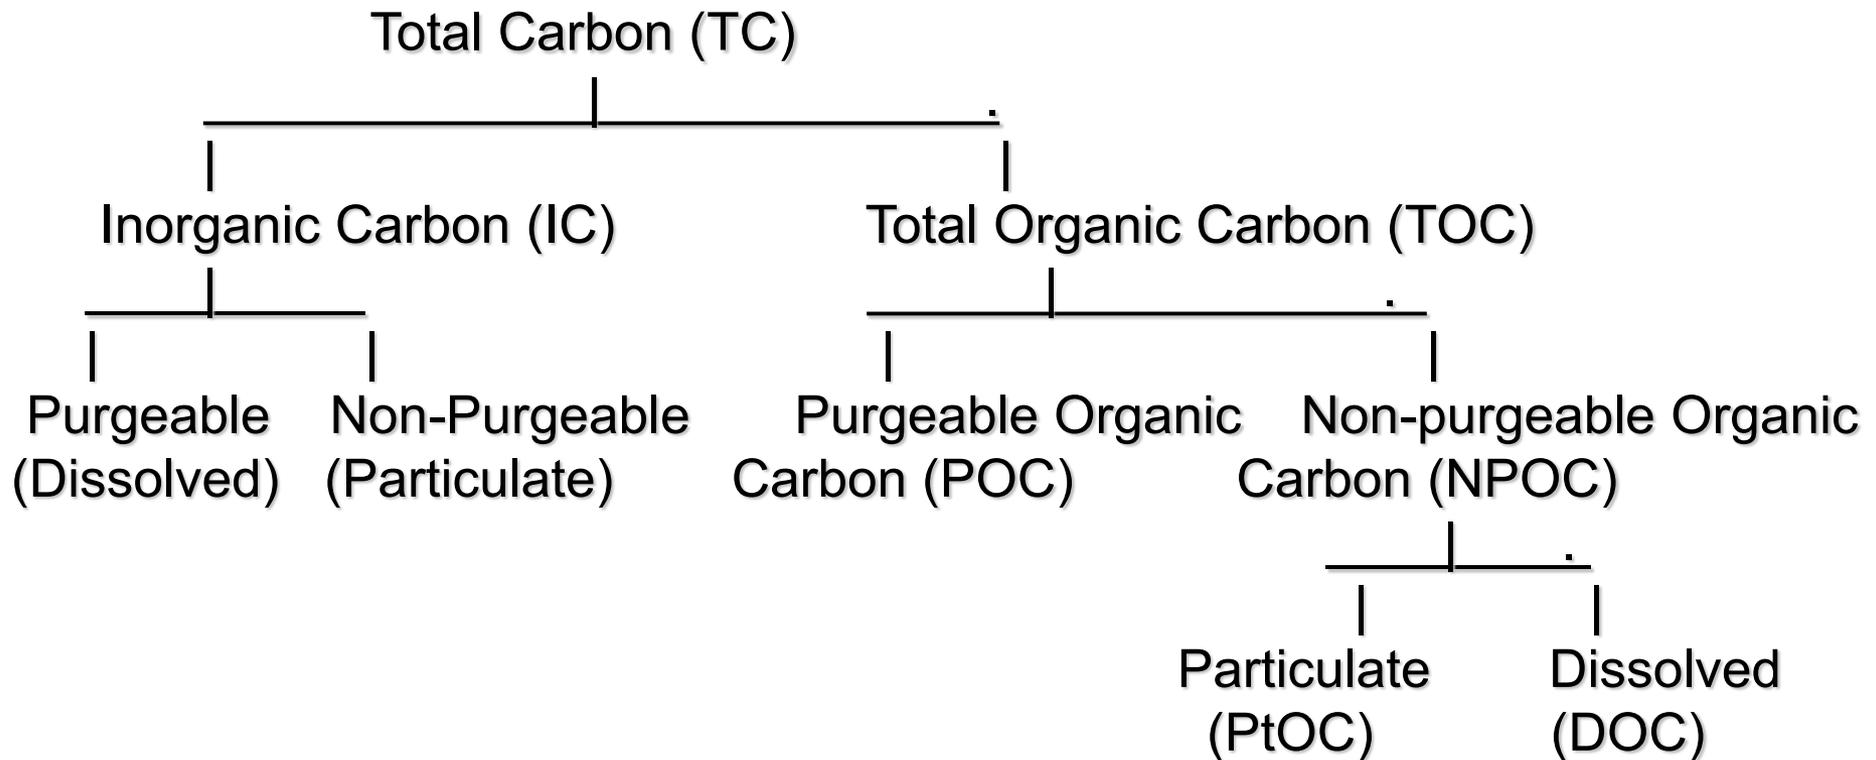 Total Carbon (TC)
Inorganic Carbon (IC)
Total Organic Carbon (TOC)
Purgeable
(Dissolved)
Non-Purgeable
(Particulate)
Purgeable Organic
Carbon (POC)
Non-purgeable Organic
Carbon (NPOC)
Particulate
(PtOC)
Dissolved
(DOC)